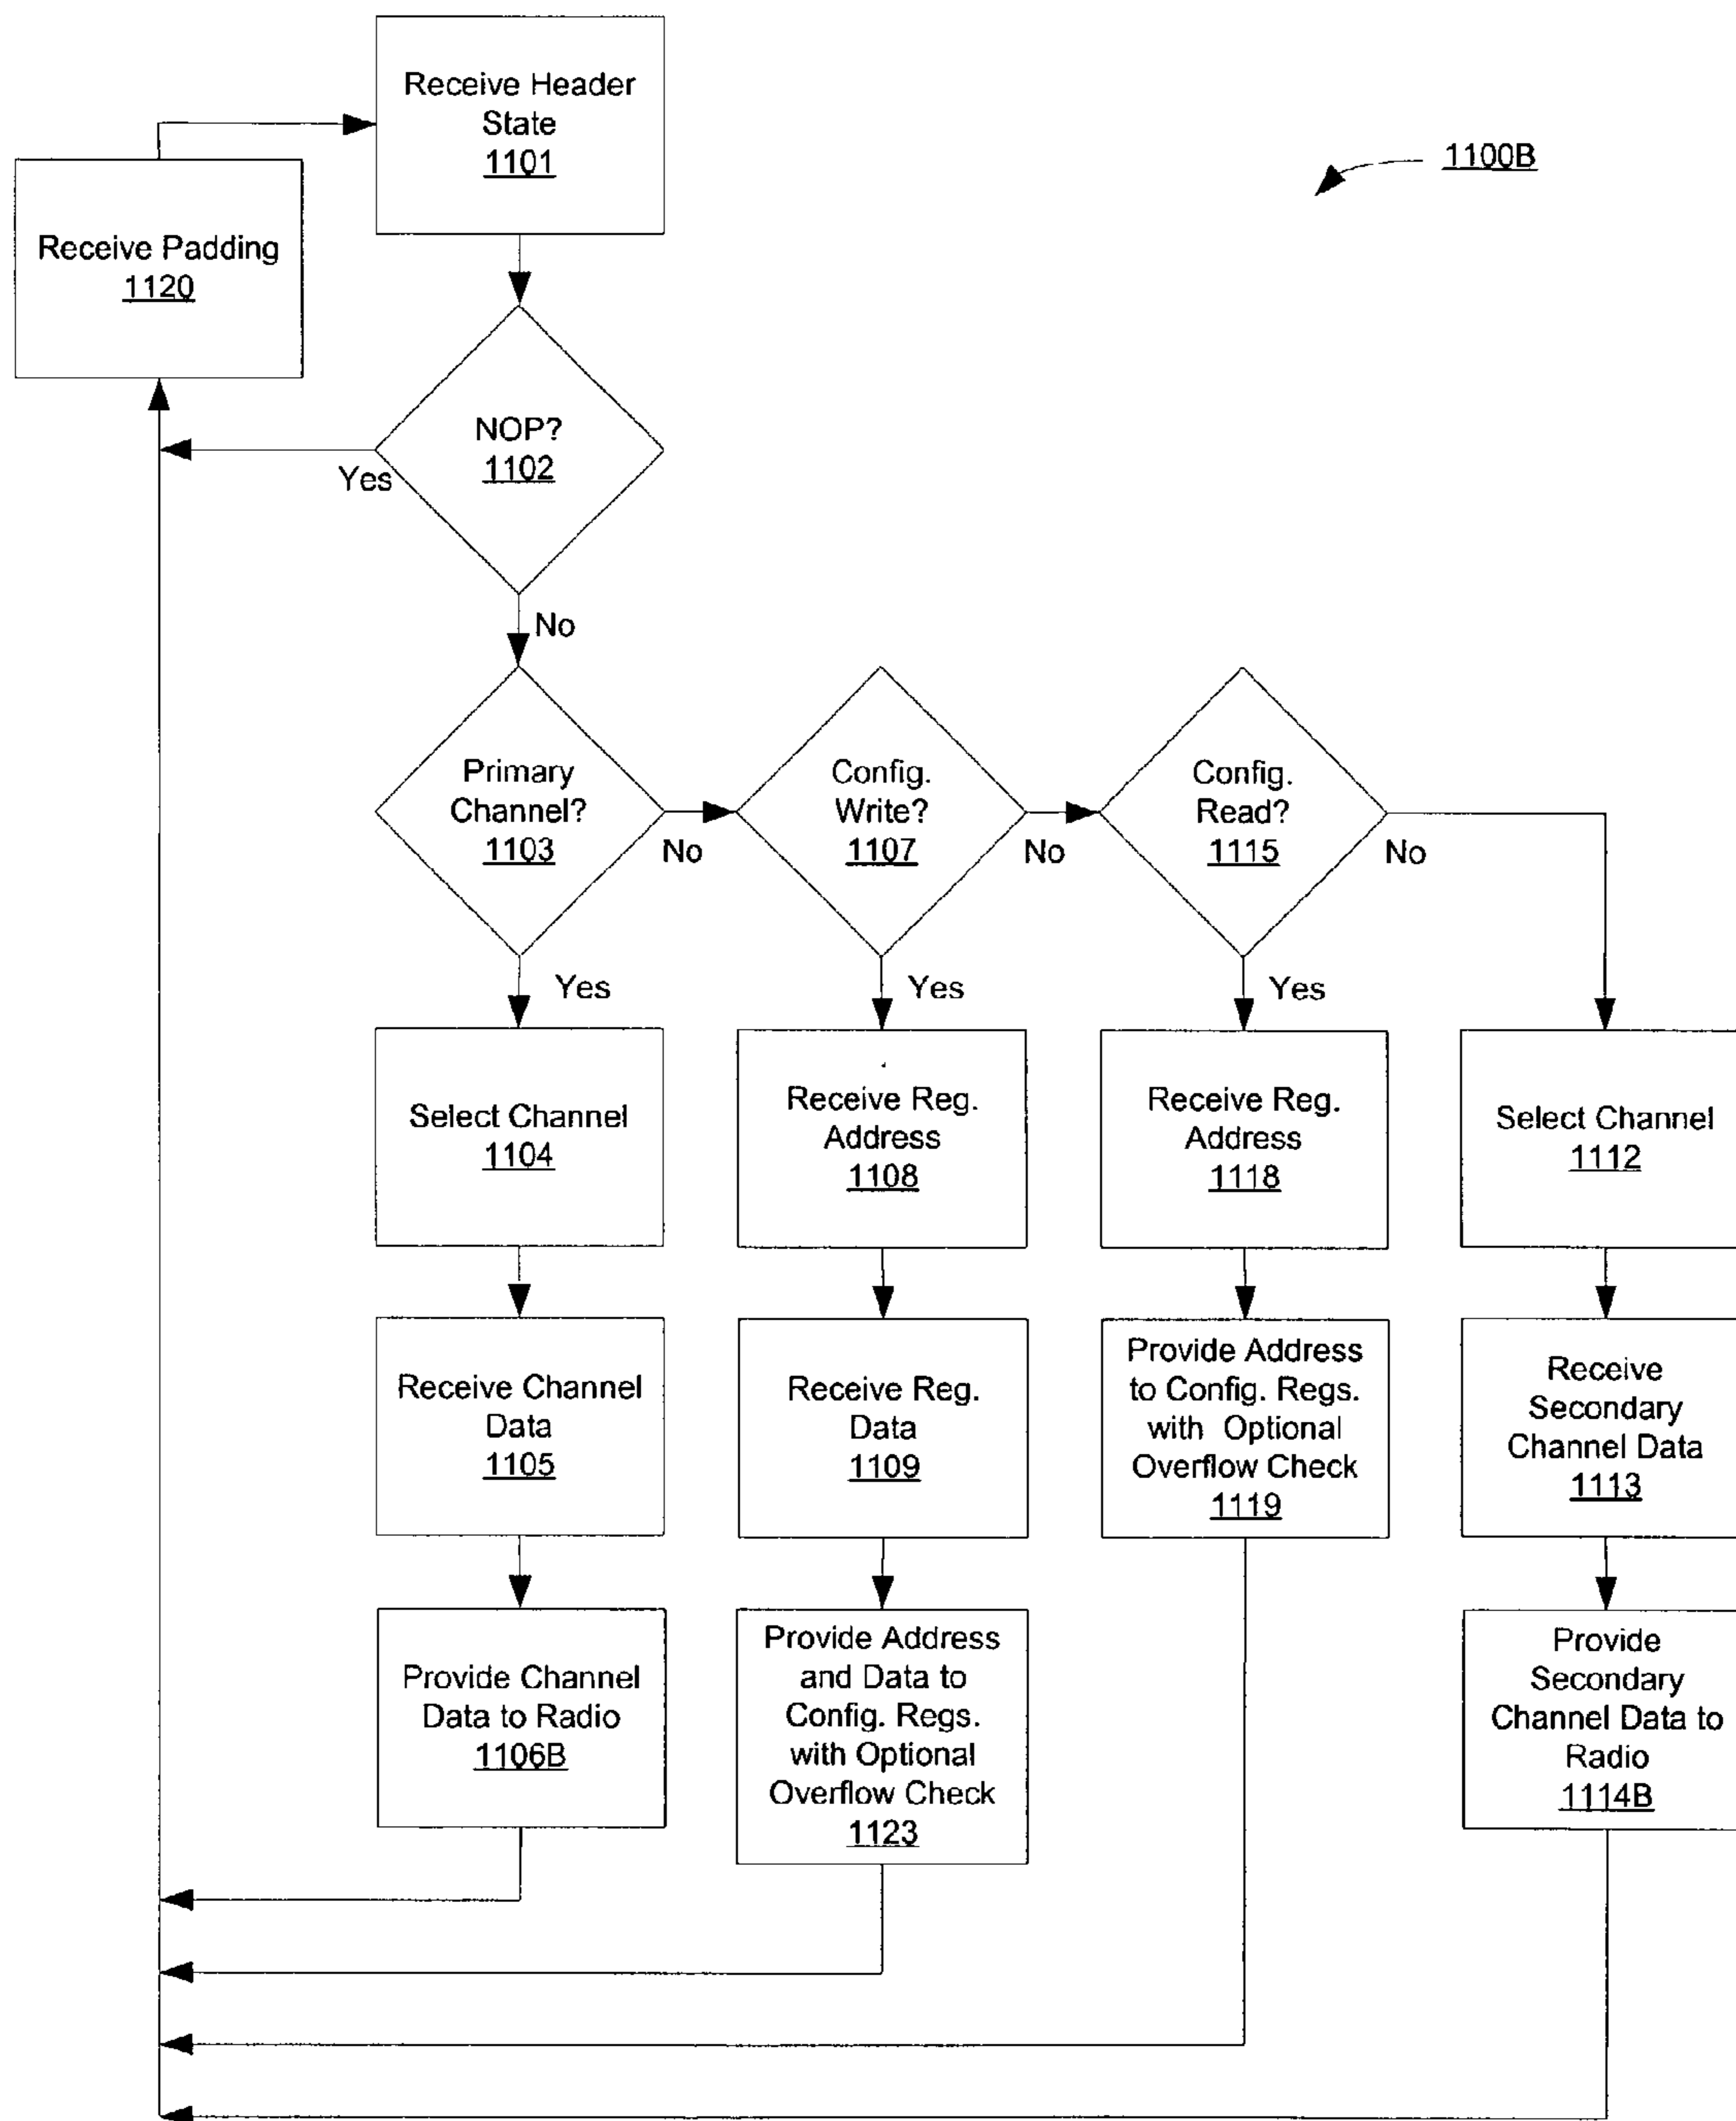 Receive Header
State
1101
1100B
Receive Padding
1120
NOP?
1102
Yes
No
Primary
Channel?
1103
No
Config.
Write?
1107
No
Config.
Read?
1115
No
Yes
Yes
Yes
Select Channel
1104
Receive Reg.
Address
1108
Receive Reg.
Address
1118
Select Channel
1112
Receive Channel
Data
1105
Receive Reg.
Data
1109
Provide Address
to Config. Regs.
with Optional
Overflow Check
1119
Receive
Secondary
Channel Data
1113
Provide Channel
Data to Radio
1106B
Provide Address
and Data to
Config. Regs.
with Optional
Overflow Check
1123
Provide
Secondary
Channel Data to
Radio
1114B